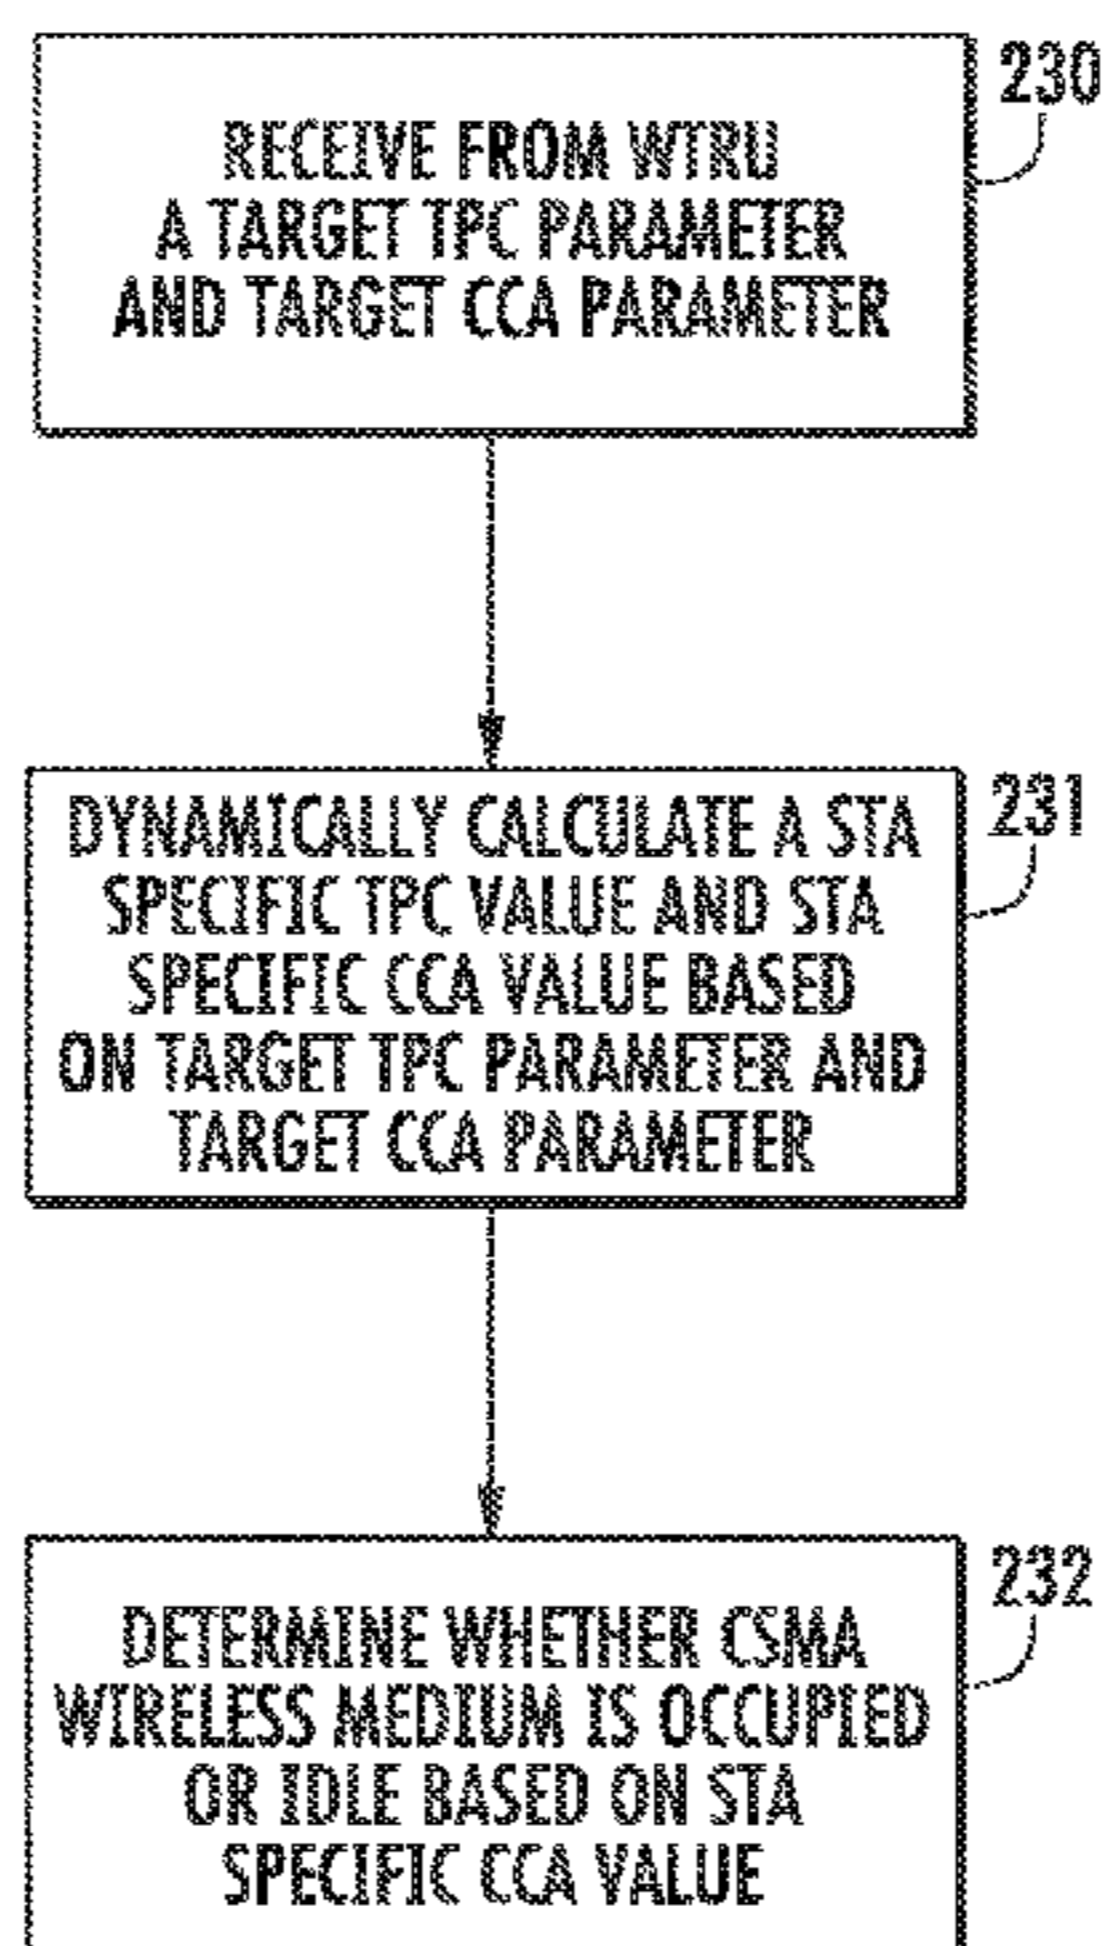 230
RECEIVE FROM WTRU
A TARGET TPC PARAMETER
AND TARGET CCA PARAMETER
231
DYNAMICALLY CALCULATE A STA
SPECIFIC TPC VALUE AND STA
SPECIFIC CCA VALUE BASED
ON TARGET TPC PARAMETER AND
TARGET CCA PARAMETER
232
DETERMINE WHETHER CSMA
WIRELESS MEDIUM IS OCCUPIED
OR IDLE BASED ON STA
SPECIFIC CCA VALUE